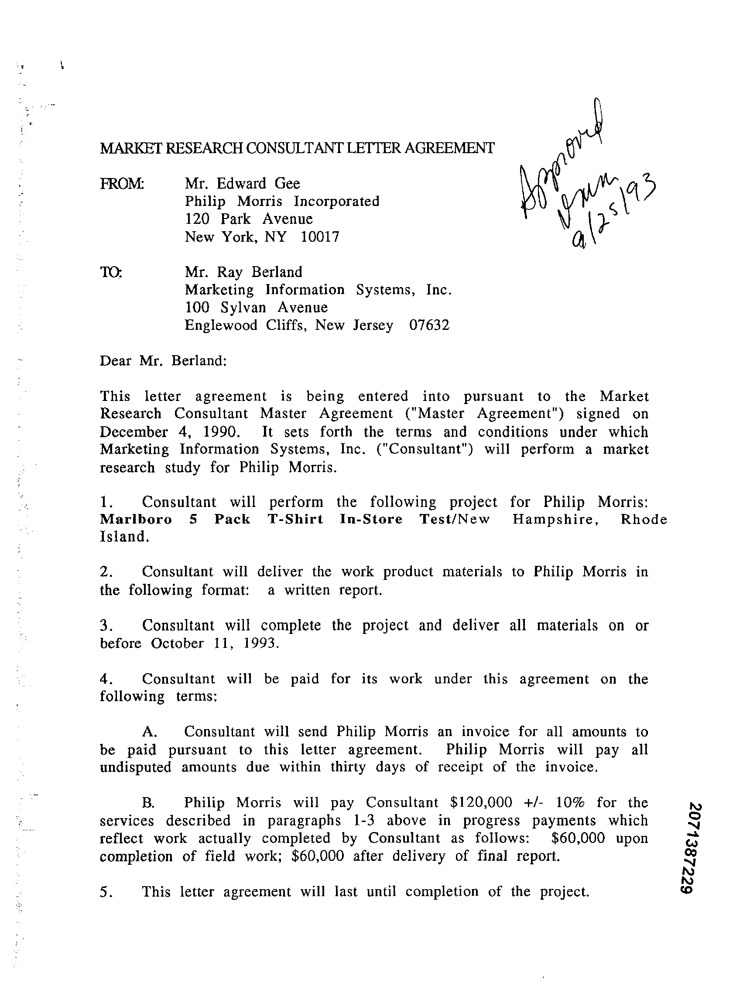 MARKET RESEARCH CONSULTANT LETTER AGREEMENT
Approved
9/25/93
FROM: Mr. Edward Gee
Philip Morris Incorporated
120 Park Avenue
New York, NY 10017
TO: Mr. Ray Berland
Marketing Information Systems, Inc.
100 Sylvan Avenue
Englewood Cliffs, New Jersey 07632
Dear Mr. Berland:
This letter agreement is being entered into pursuant to the Market
Research Consultant Master Agreement ("Master Agreement") signed on
December 4, 1990. It sets forth the terms and conditions under which
Marketing Information Systems, Inc. ("Consultant") will perform a market
research study for Philip Morris.
1. Consultant will perform the following project for Philip Morris:
Marlboro 5 Pack T-Shirt In-Store Test/New Hampshire, Rhode
Island.
2. Consultant will deliver the work product materials to Philip Morris in
the following format: a written report.
3. Consultant will complete the project and deliver all materials on or
before October 11, 1993.
4. Consultant will be paid for its work under this agreement on the
following terms:
A. Consultant will send Philip Morris an invoice for all amounts to
be paid pursuant to this letter agreement. Philip Morris will pay all
undisputed amounts due within thirty days of receipt of the invoice.
B. Philip Morris will pay Consultant $120,000 +/- 10% for the
services described in paragraphs 1-3 above in progress payments which
reflect work actually completed by Consultant as follows: $60,000 upon
completion of field work; $60,000 after delivery of final report.
5. This letter agreement will last until completion of the project.
2071387229